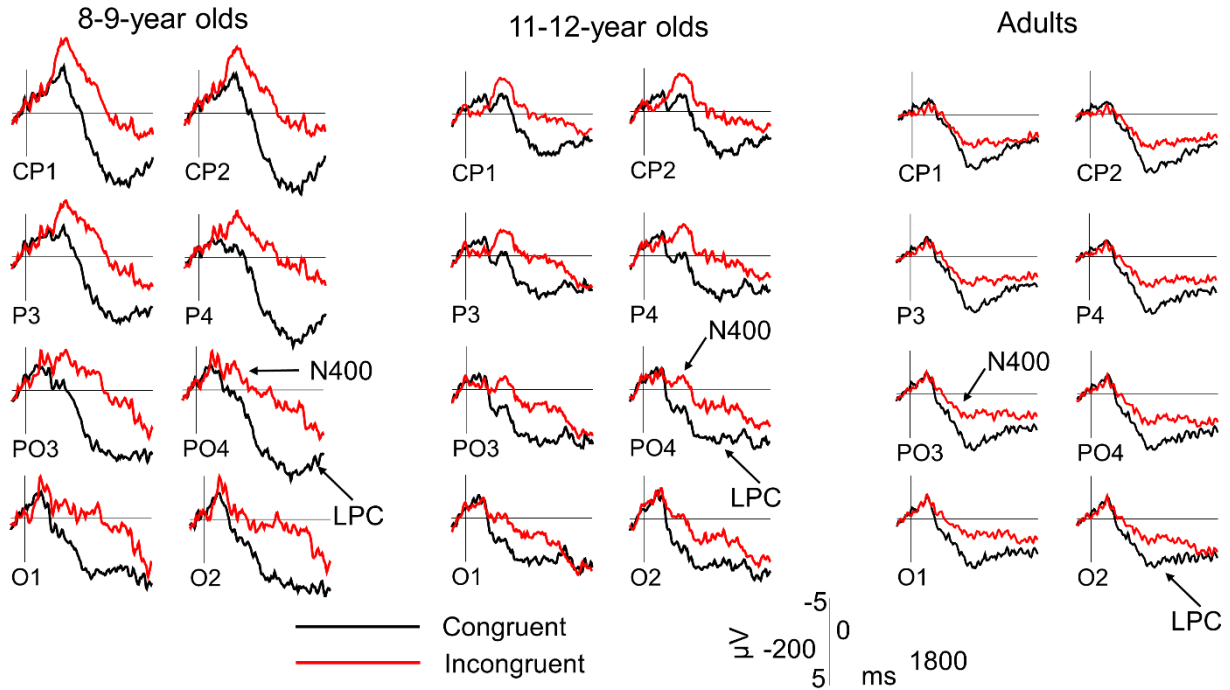 8-9-year olds
11-12-year olds
Adults
CP1
CP2
CP1
CP2
CP1
CP2
P3
P4
P3
P4
P3
P4
N400
N400
N400
PO3
PO4
PO3
PO4
PO3
PO4
LPC
LPC
O1
O2
O1
O2
O1
O2
LPC
Congruent
Incongruent
-5
0
µV
-200
5
ms
1800